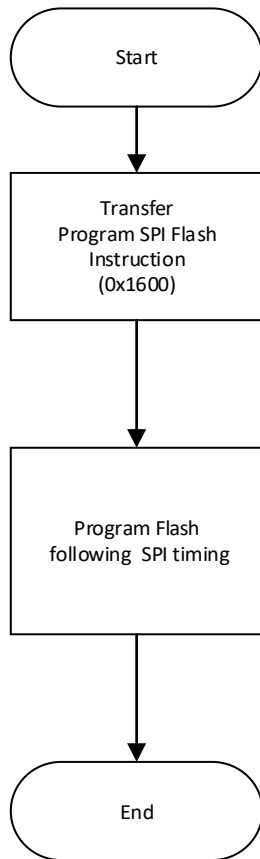 Start
Transfer
Program SPI Flash
Instruction
(0x1600)
Program Flash
following SPI timing
End